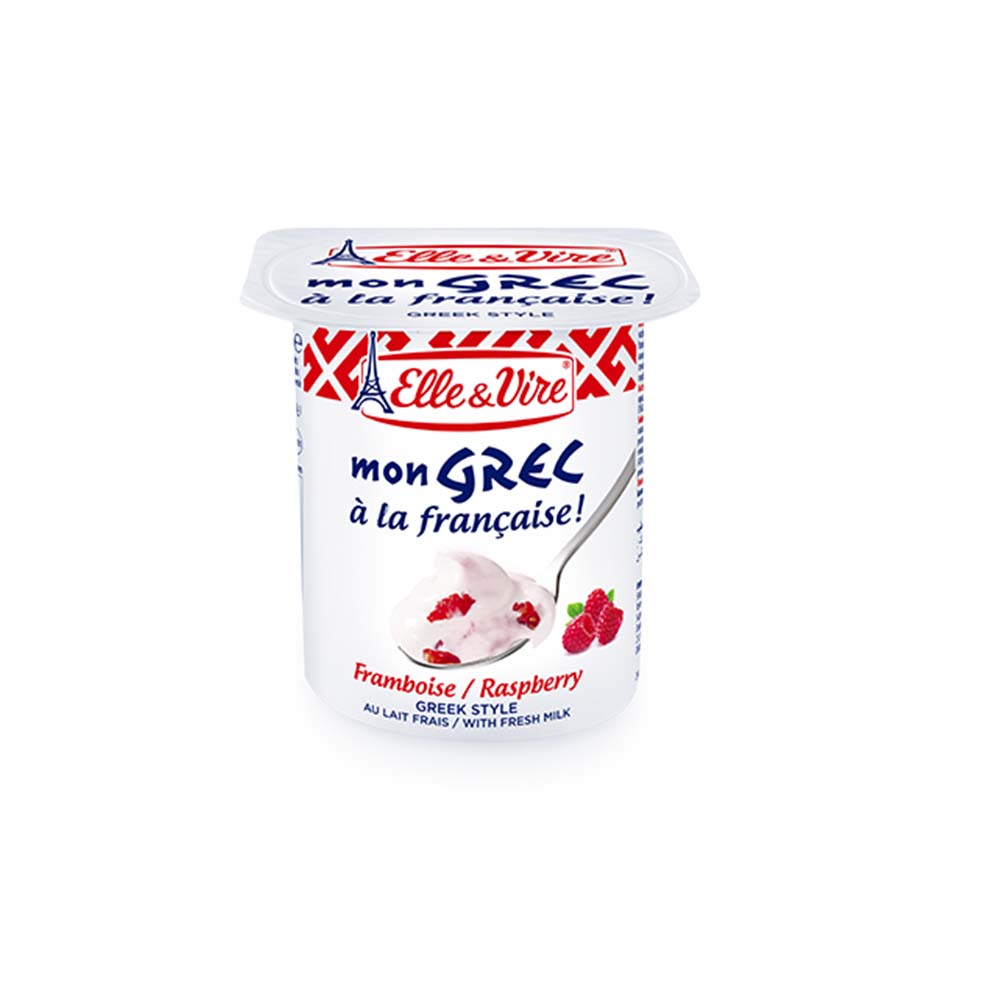 Elle & Vire®
mon GREC
à la française!
GREEK STYLE
Elle & Vire®
mon GREC
à la française!
Framboise / Raspberry
GREEK STYLE
AU LAIT FRAIS / WITH FRESH MILK